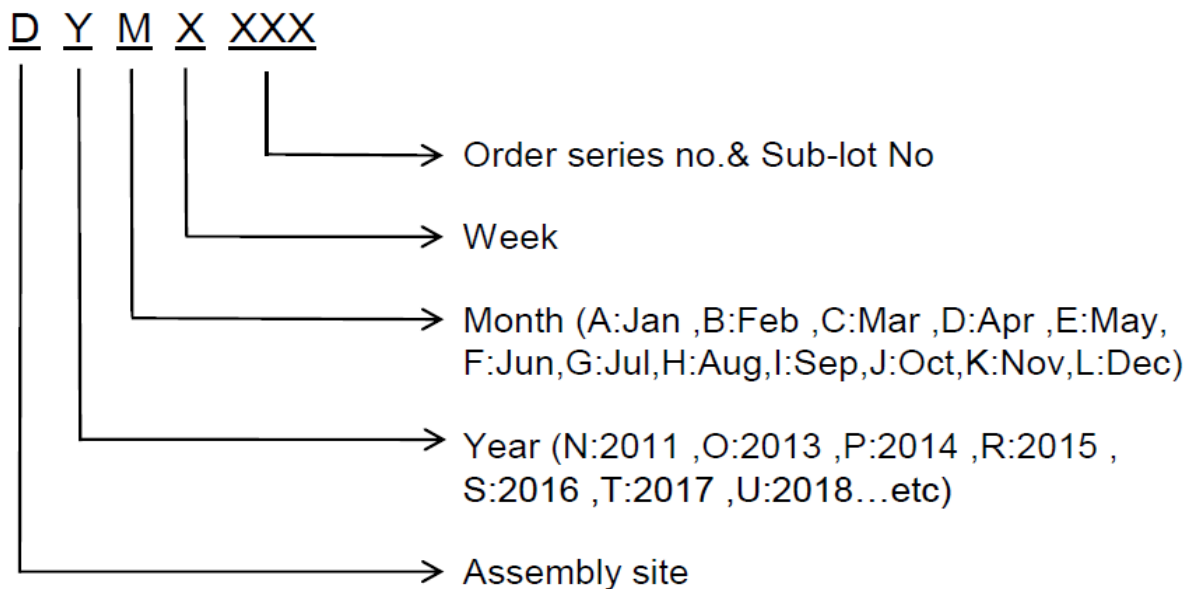 D Y M X XXX
Order series no.& Sub-lot No
Week
Month (A:Jan ,B:Feb ,C:Mar ,D:Apr ,E:May,
F:Jun,G:Jul,H:Aug,I:Sep,J:Oct,K:Nov,L:Dec)
Year (N:2011 ,O:2013 ,P:2014 ,R:2015 ,
S:2016 ,T:2017 ,U:2018…etc)
Assembly site